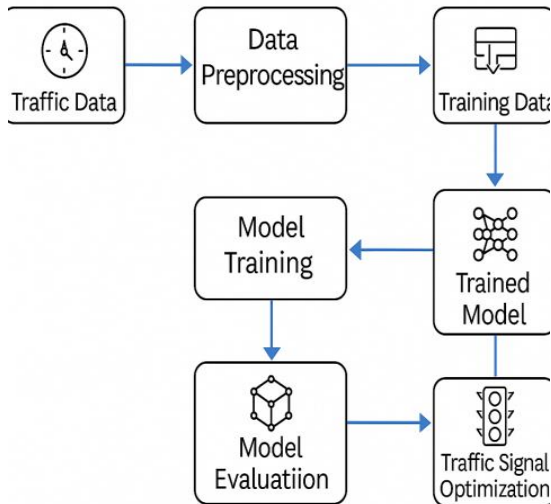 Traffic Data
Data
Preprocessing
Training Data
Model
Training
Trained
Model
Model
Evaluatiion
Traffic Signal
Optimization